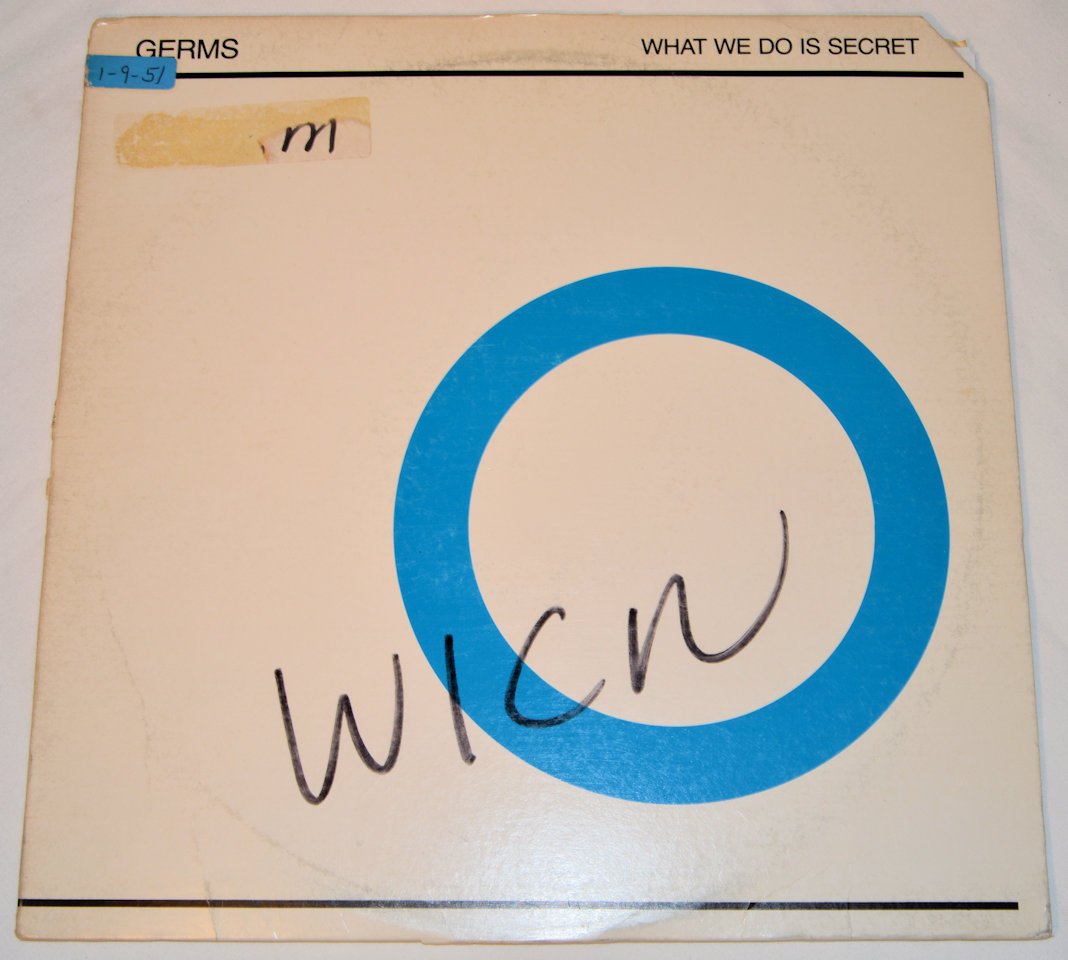 GERMS WHAT WE DO IS SECRET
1-9-51
m
WICN